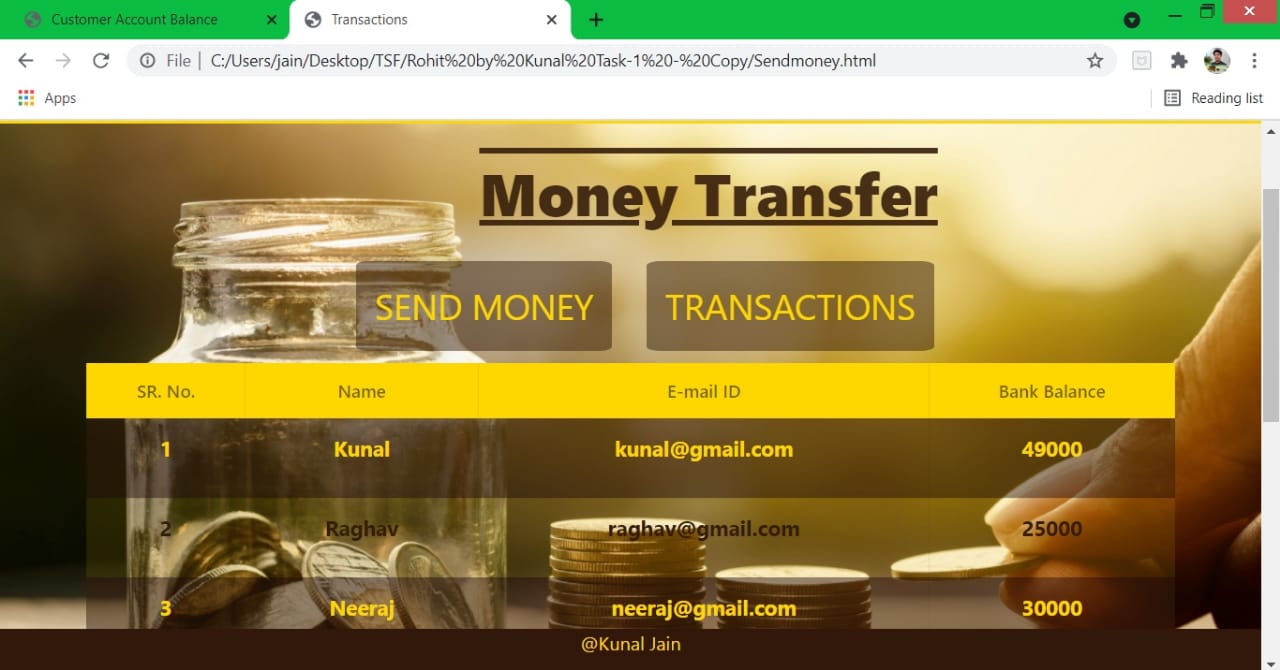 Customer Account Balance
Transactions
File | C:/Users/jain/Desktop/TSF/Rohit%20by%20Kunal%20Task-1%20-%20Copy/Sendmoney.html
Apps
Reading list
Money Transfer
SEND MONEY TRANSACTIONS
SR. No. Name E-mail ID Bank Balance
1 Kunal kunal@gmail.com 49000
2 Raghav raghav@gmail.com 25000
3 Neeraj neeraj@gmail.com 30000
@Kunal Jain